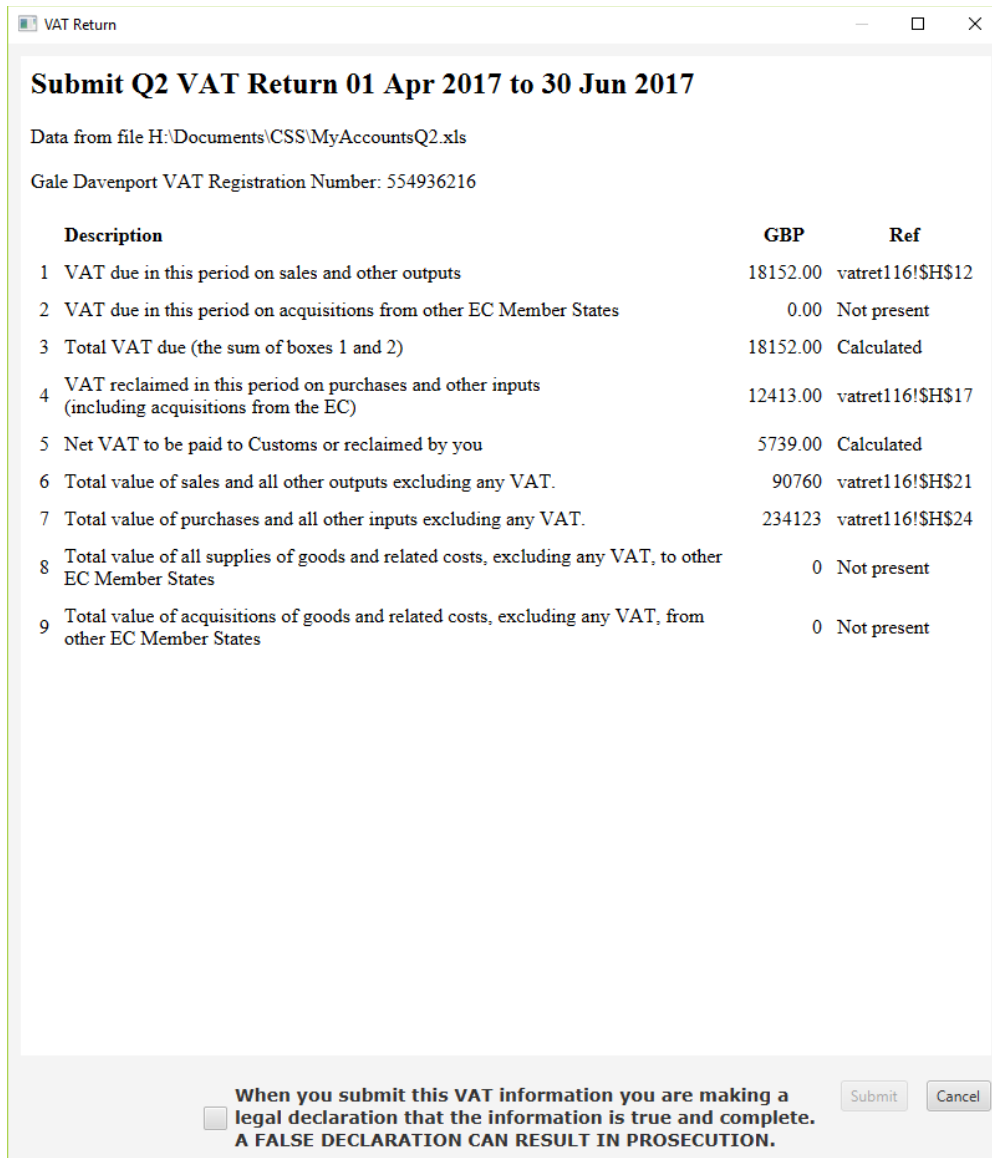 VAT Return
Submit Q2 VAT Return 01 Apr 2017 to 30 Jun 2017
Data from file H:\Documents\CSS\MyAccountsQ2.xls
Gale Davenport VAT Registration Number: 554936216
Description GBP Ref
1 VAT due in this period on sales and other outputs 18152.00 vatret116!$H$12
2 VAT due in this period on acquisitions from other EC Member States 0.00 Not present
3 Total VAT due (the sum of boxes 1 and 2) 18152.00 Calculated
4 VAT reclaimed in this period on purchases and other inputs
(including acquisitions from the EC) 12413.00 vatret116!$H$17
5 Net VAT to be paid to Customs or reclaimed by you 5739.00 Calculated
6 Total value of sales and all other outputs excluding any VAT. 90760 vatret116!$H$21
7 Total value of purchases and all other inputs excluding any VAT. 234123 vatret116!$H$24
8 Total value of all supplies of goods and related costs, excluding any VAT, to other
EC Member States 0 Not present
9 Total value of acquisitions of goods and related costs, excluding any VAT, from
other EC Member States 0 Not present
When you submit this VAT information you are making a
legal declaration that the information is true and complete.
A FALSE DECLARATION CAN RESULT IN PROSECUTION.
Submit Cancel